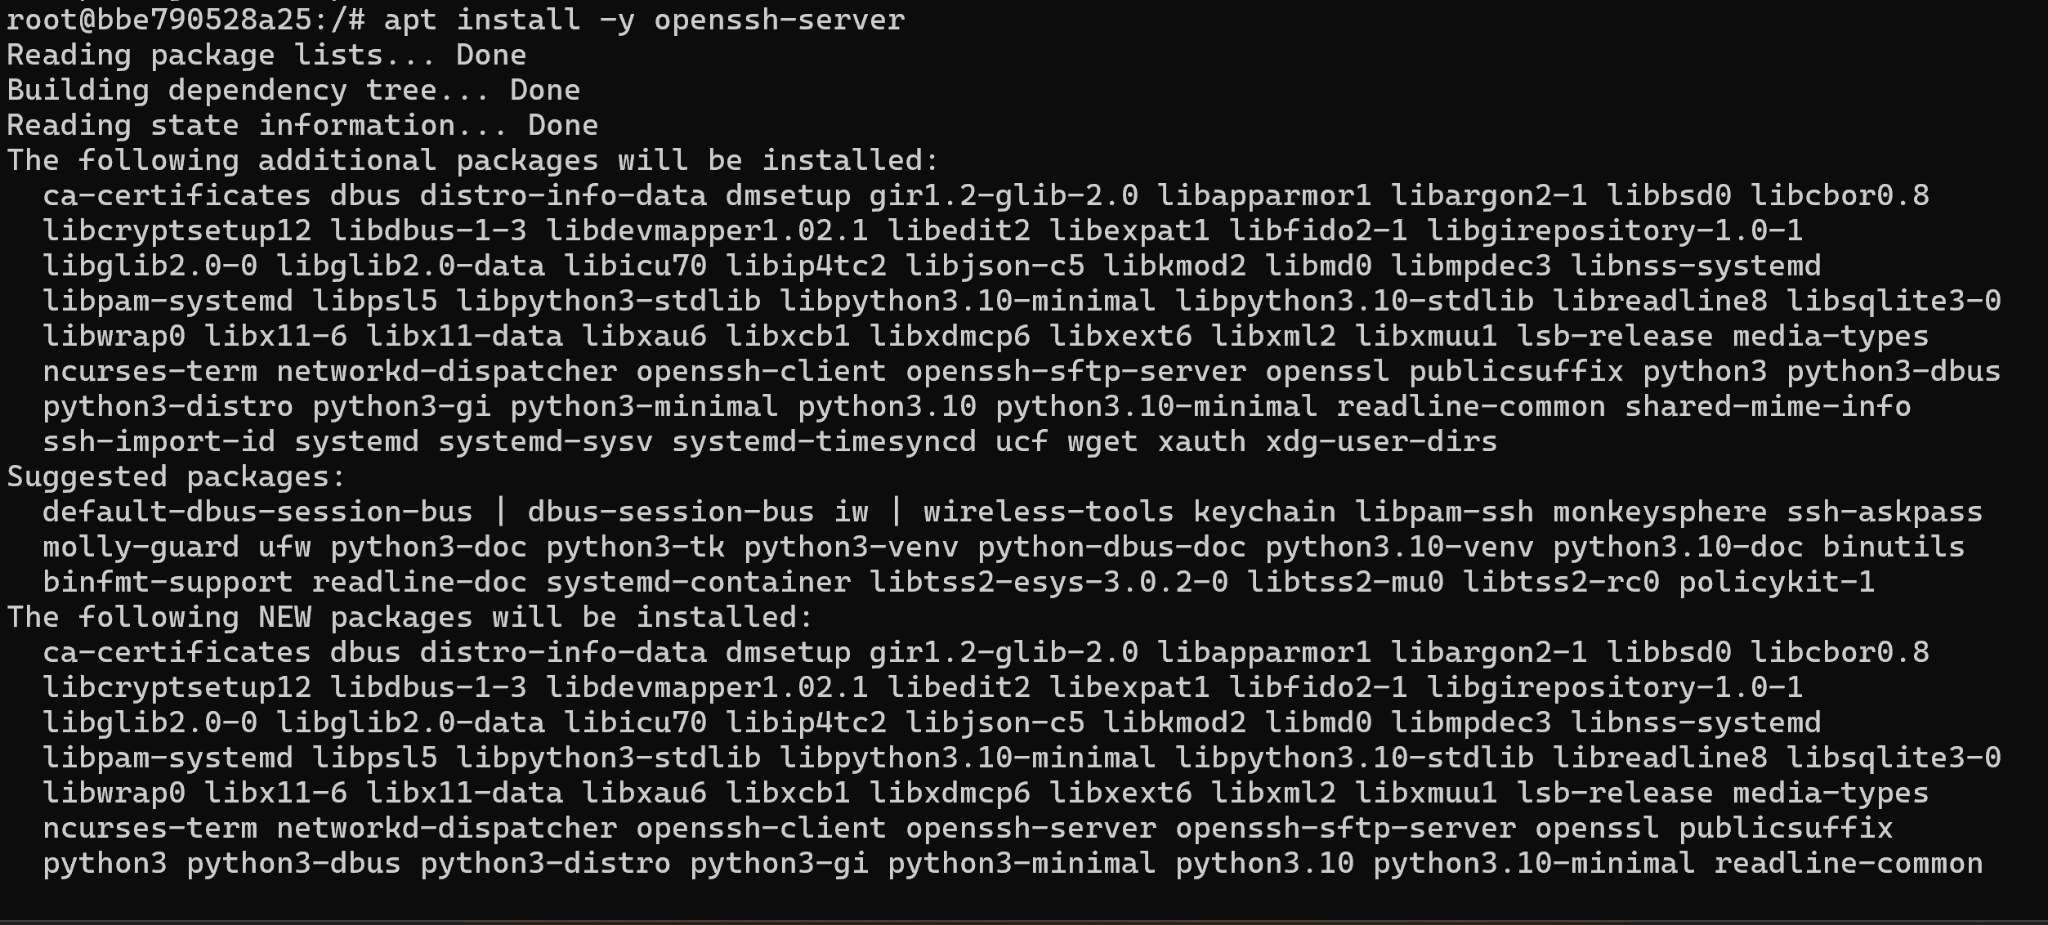 root@bbe790528a25:/# apt install -y openssh-server
Reading package lists... Done
Building dependency tree... Done
Reading state information... Done
The following additional packages will be installed:
  ca-certificates dbus distro-info-data dmsetup gir1.2-glib-2.0 libapparmor1 libargon2-1 libbsd0 libcbor0.8
  libcryptsetup12 libdbus-1-3 libdevmapper1.02.1 libedit2 libexpat1 libfido2-1 libgirepository-1.0-1
  libglib2.0-0 libglib2.0-data libicu70 libip4tc2 libjson-c5 libkmod2 libmd0 libmpdec3 libnss-systemd
  libpam-systemd libpsl5 libpython3-stdlib libpython3.10-minimal libpython3.10-stdlib libreadline8 libsqlite3-0
  libwrap0 libx11-6 libx11-data libxau6 libxcb1 libxdmcp6 libxext6 libxml2 libxmuu1 lsb-release media-types
  ncurses-term networkd-dispatcher openssh-client openssh-sftp-server openssl publicsuffix python3 python3-dbus
  python3-distro python3-gi python3-minimal python3.10 python3.10-minimal readline-common shared-mime-info
  ssh-import-id systemd systemd-sysv systemd-timesyncd ucf wget xauth xdg-user-dirs
Suggested packages:
  default-dbus-session-bus | dbus-session-bus iw | wireless-tools keychain libpam-ssh monkeysphere ssh-askpass
  molly-guard ufw python3-doc python3-tk python3-venv python-dbus-doc python3.10-venv python3.10-doc binutils
  binfmt-support readline-doc systemd-container libtss2-esys-3.0.2-0 libtss2-mu0 libtss2-rc0 policykit-1
The following NEW packages will be installed:
  ca-certificates dbus distro-info-data dmsetup gir1.2-glib-2.0 libapparmor1 libargon2-1 libbsd0 libcbor0.8
  libcryptsetup12 libdbus-1-3 libdevmapper1.02.1 libedit2 libexpat1 libfido2-1 libgirepository-1.0-1
  libglib2.0-0 libglib2.0-data libicu70 libip4tc2 libjson-c5 libkmod2 libmd0 libmpdec3 libnss-systemd
  libpam-systemd libpsl5 libpython3-stdlib libpython3.10-minimal libpython3.10-stdlib libreadline8 libsqlite3-0
  libwrap0 libx11-6 libx11-data libxau6 libxcb1 libxdmcp6 libxext6 libxml2 libxmuu1 lsb-release media-types
  ncurses-term networkd-dispatcher openssh-client openssh-server openssh-sftp-server openssl publicsuffix
  python3 python3-dbus python3-distro python3-gi python3-minimal python3.10 python3.10-minimal readline-common